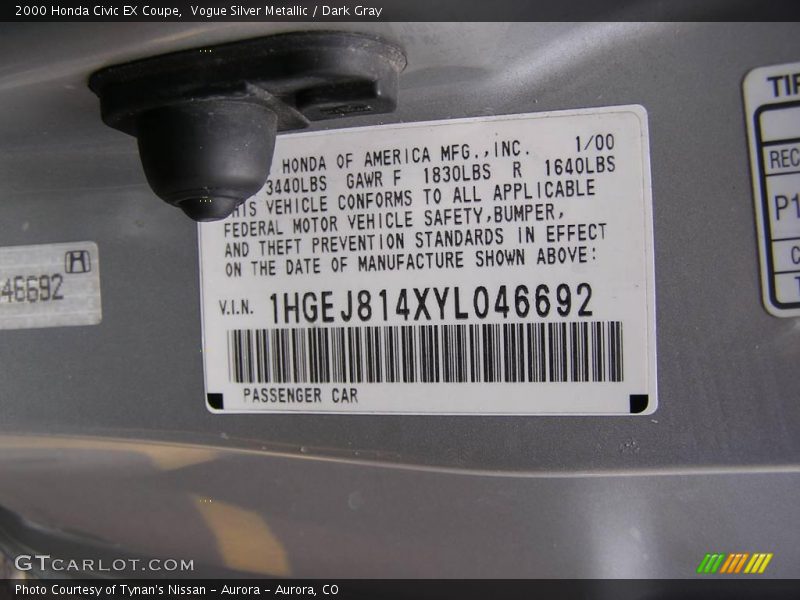 2000 Honda Civic EX Coupe,  Vogue Silver Metallic / Dark Gray
HONDA OF AMERICA MFG.,INC. 1/00
3440LBS GAWR F 1830LBS R 1640LBS
THIS VEHICLE CONFORMS TO ALL APPLICABLE
FEDERAL MOTOR VEHICLE SAFETY,BUMPER,
AND THEFT PREVENTION STANDARDS IN EFFECT
ON THE DATE OF MANUFACTURE SHOWN ABOVE:
V.I.N. 1HGEJ814XYL046692
PASSENGER CAR
46692
TIR
REC
P1
C
T
GTCARLOT.COM
Photo Courtesy of Tynan's Nissan - Aurora - Aurora, CO